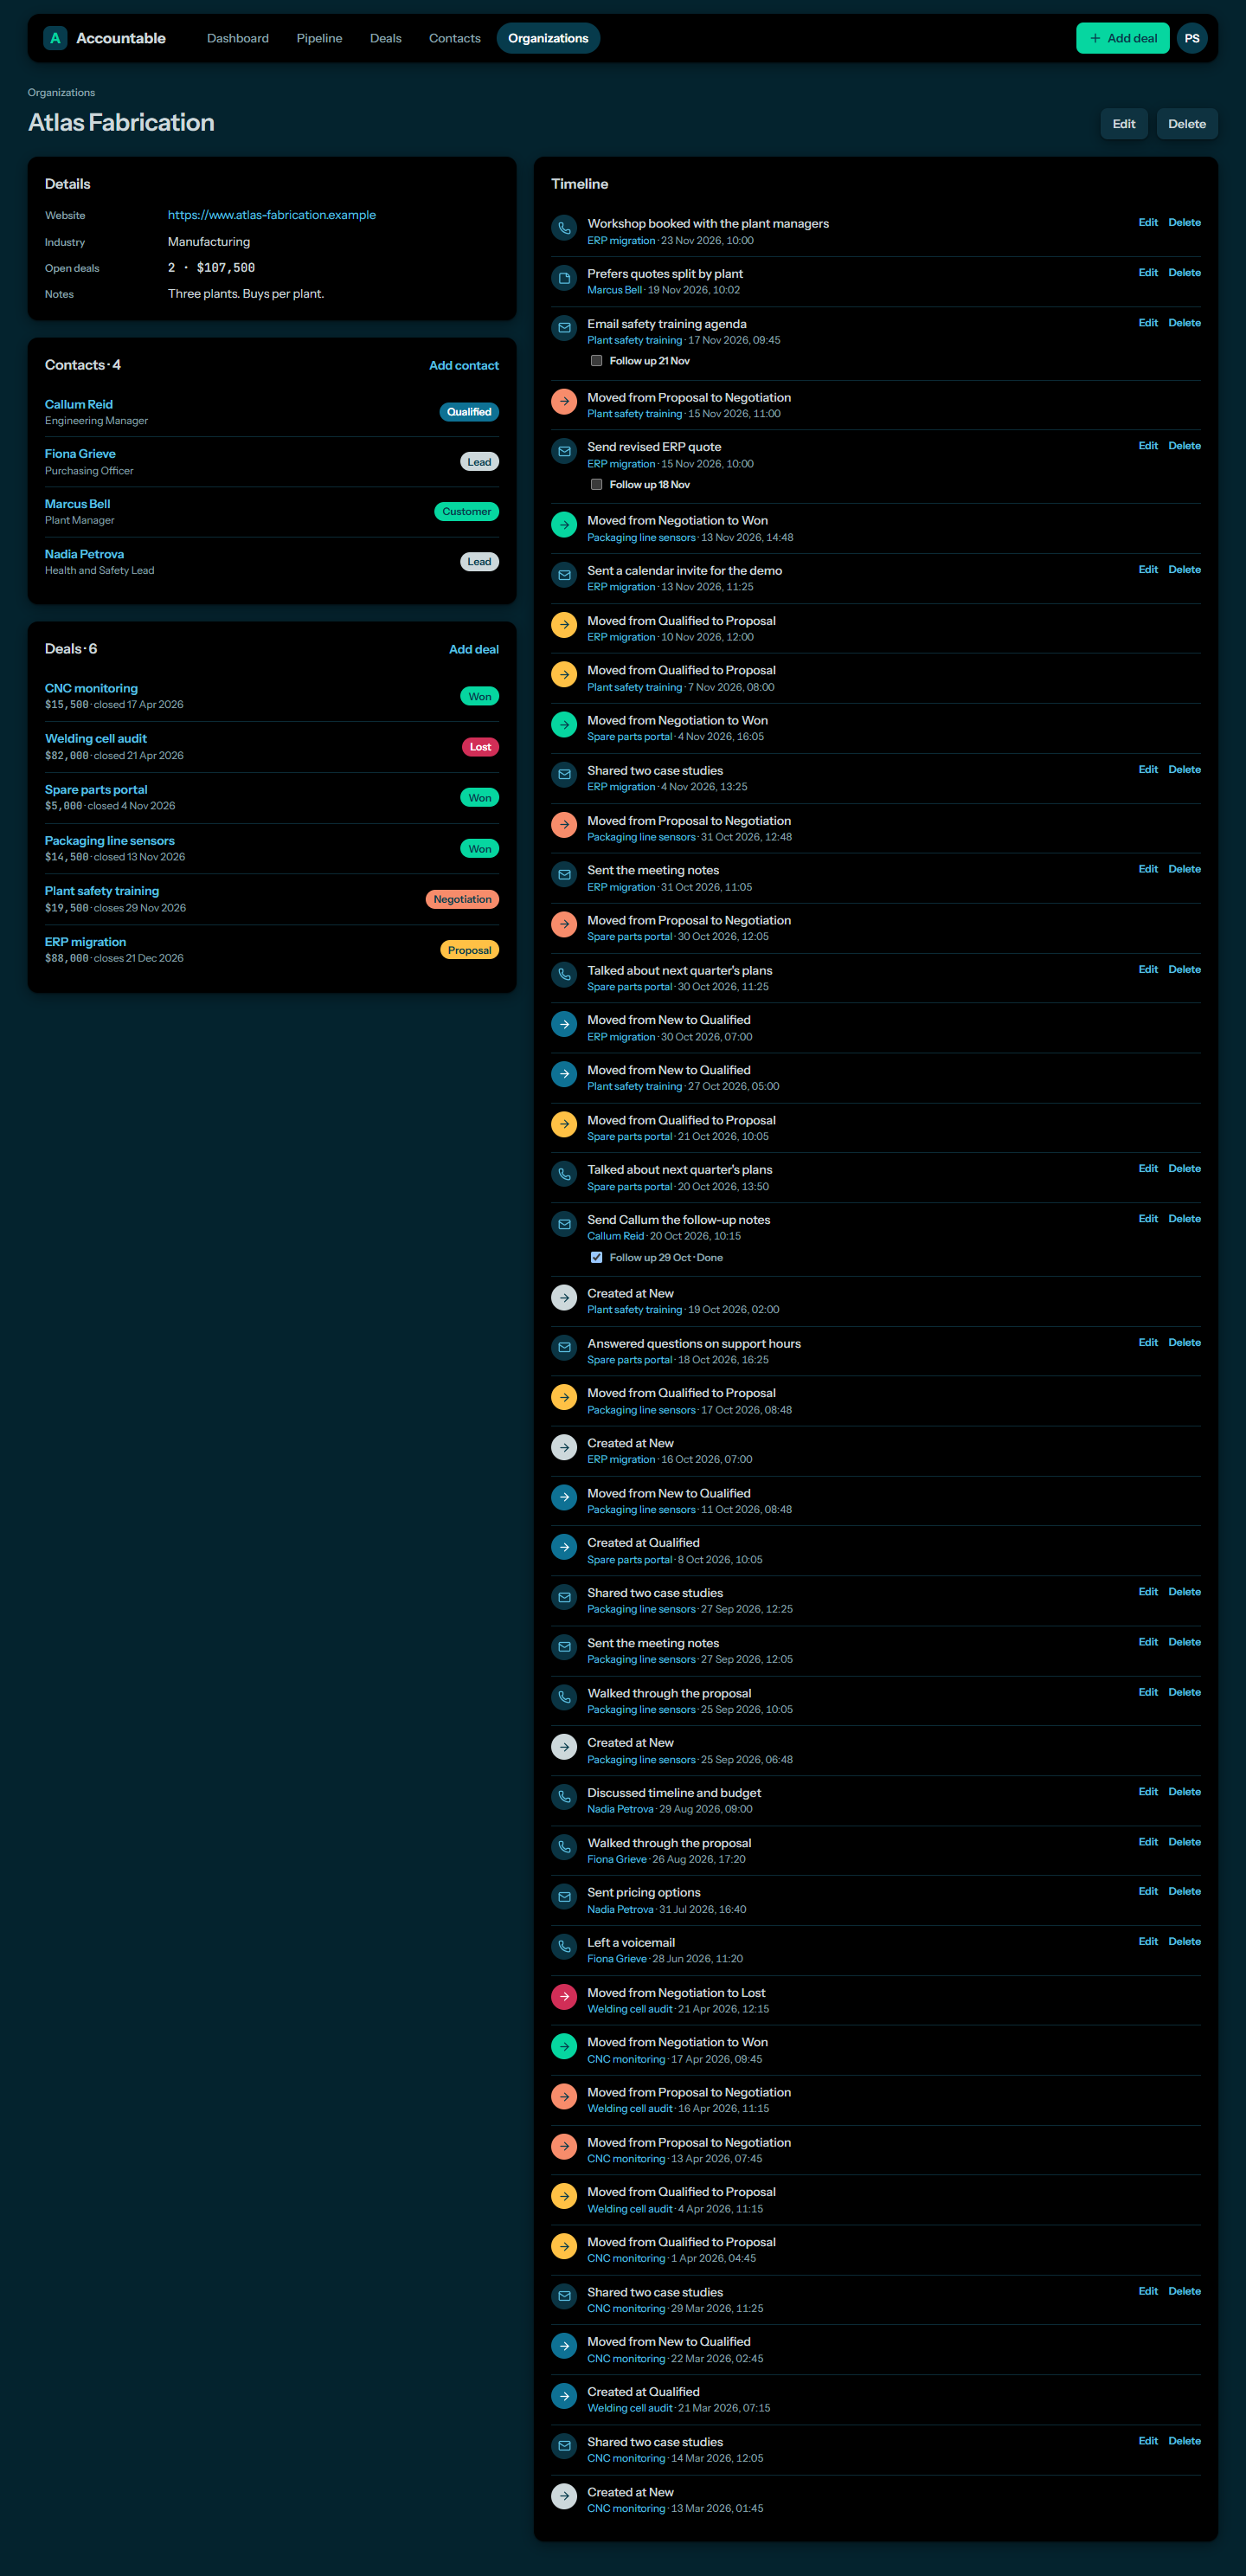 A Accountable Dashboard Pipeline Deals Contacts Organizations + Add deal PS
Organizations
Atlas Fabrication
Edit Delete
Details
Website https://www.atlas-fabrication.example
Industry Manufacturing
Open deals 2 · $107,500
Notes Three plants. Buys per plant.
Contacts · 4 Add contact
Callum Reid
Engineering Manager
Qualified
Fiona Grieve
Purchasing Officer
Lead
Marcus Bell
Plant Manager
Customer
Nadia Petrova
Health and Safety Lead
Lead
Deals · 6 Add deal
CNC monitoring
$15,500 · closed 17 Apr 2026
Won
Welding cell audit
$82,000 · closed 21 Apr 2026
Lost
Spare parts portal
$5,000 · closed 4 Nov 2026
Won
Packaging line sensors
$14,500 · closed 13 Nov 2026
Won
Plant safety training
$19,500 · closes 29 Nov 2026
Negotiation
ERP migration
$88,000 · closes 21 Dec 2026
Proposal
Timeline
Workshop booked with the plant managers Edit Delete
ERP migration · 23 Nov 2026, 10:00
Prefers quotes split by plant Edit Delete
Marcus Bell · 19 Nov 2026, 10:02
Email safety training agenda Edit Delete
Plant safety training · 17 Nov 2026, 09:45
Follow up 21 Nov
Moved from Proposal to Negotiation
Plant safety training · 15 Nov 2026, 11:00
Send revised ERP quote Edit Delete
ERP migration · 15 Nov 2026, 10:00
Follow up 18 Nov
Moved from Negotiation to Won
Packaging line sensors · 13 Nov 2026, 14:48
Sent a calendar invite for the demo Edit Delete
ERP migration · 13 Nov 2026, 11:25
Moved from Qualified to Proposal
ERP migration · 10 Nov 2026, 12:00
Moved from Qualified to Proposal
Plant safety training · 7 Nov 2026, 08:00
Moved from Negotiation to Won
Spare parts portal · 4 Nov 2026, 16:05
Shared two case studies Edit Delete
ERP migration · 4 Nov 2026, 13:25
Moved from Proposal to Negotiation
Packaging line sensors · 31 Oct 2026, 12:48
Sent the meeting notes Edit Delete
ERP migration · 31 Oct 2026, 11:05
Moved from Proposal to Negotiation
Spare parts portal · 30 Oct 2026, 12:05
Talked about next quarter's plans Edit Delete
Spare parts portal · 30 Oct 2026, 11:25
Moved from New to Qualified
ERP migration · 30 Oct 2026, 07:00
Moved from New to Qualified
Plant safety training · 27 Oct 2026, 05:00
Moved from Qualified to Proposal
Spare parts portal · 21 Oct 2026, 10:05
Talked about next quarter's plans Edit Delete
Spare parts portal · 20 Oct 2026, 13:50
Send Callum the follow-up notes Edit Delete
Callum Reid · 20 Oct 2026, 10:15
Follow up 29 Oct · Done
Created at New
Plant safety training · 19 Oct 2026, 02:00
Answered questions on support hours Edit Delete
Spare parts portal · 18 Oct 2026, 16:25
Moved from Qualified to Proposal
Packaging line sensors · 17 Oct 2026, 08:48
Created at New
ERP migration · 16 Oct 2026, 07:00
Moved from New to Qualified
Packaging line sensors · 11 Oct 2026, 08:48
Created at Qualified
Spare parts portal · 8 Oct 2026, 10:05
Shared two case studies Edit Delete
Packaging line sensors · 27 Sep 2026, 12:25
Sent the meeting notes Edit Delete
Packaging line sensors · 27 Sep 2026, 12:05
Walked through the proposal Edit Delete
Packaging line sensors · 25 Sep 2026, 10:05
Created at New
Packaging line sensors · 25 Sep 2026, 06:48
Discussed timeline and budget Edit Delete
Nadia Petrova · 29 Aug 2026, 09:00
Walked through the proposal Edit Delete
Fiona Grieve · 26 Aug 2026, 17:20
Sent pricing options Edit Delete
Nadia Petrova · 31 Jul 2026, 16:40
Left a voicemail Edit Delete
Fiona Grieve · 28 Jun 2026, 11:20
Moved from Negotiation to Lost
Welding cell audit · 21 Apr 2026, 12:15
Moved from Negotiation to Won
CNC monitoring · 17 Apr 2026, 09:45
Moved from Proposal to Negotiation
Welding cell audit · 16 Apr 2026, 11:15
Moved from Proposal to Negotiation
CNC monitoring · 13 Apr 2026, 07:45
Moved from Qualified to Proposal
Welding cell audit · 4 Apr 2026, 11:15
Moved from Qualified to Proposal
CNC monitoring · 1 Apr 2026, 04:45
Shared two case studies Edit Delete
CNC monitoring · 29 Mar 2026, 11:25
Moved from New to Qualified
CNC monitoring · 22 Mar 2026, 02:45
Created at Qualified
Welding cell audit · 21 Mar 2026, 07:15
Shared two case studies Edit Delete
CNC monitoring · 14 Mar 2026, 12:05
Created at New
CNC monitoring · 13 Mar 2026, 01:45